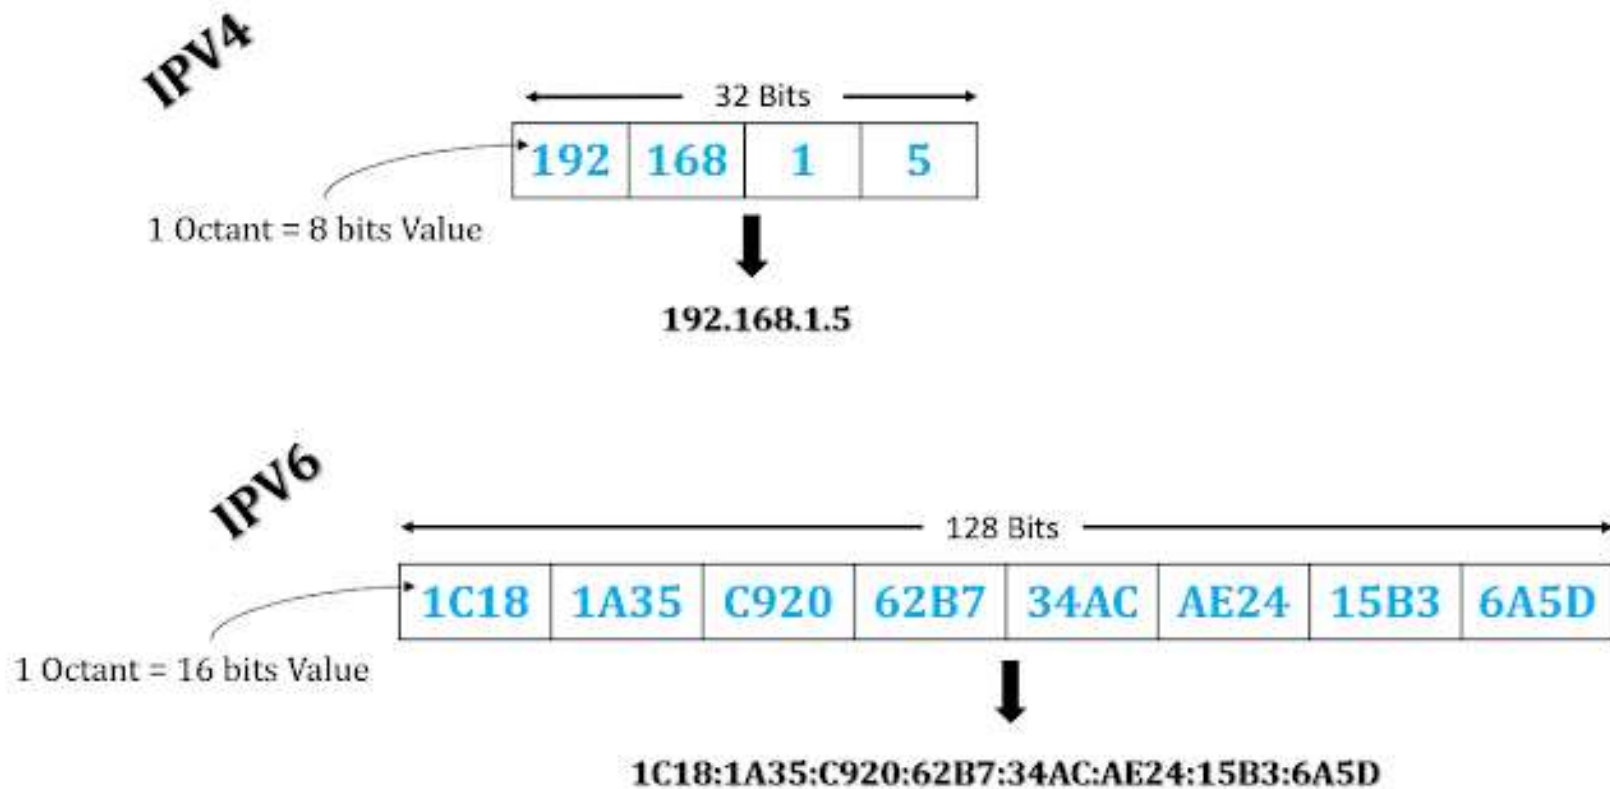 IPV4
32 Bits
192 168 1 5
1 Octant = 8 bits Value
192.168.1.5
IPV6
128 Bits
1C18 1A35 C920 62B7 34AC AE24 15B3 6A5D
1 Octant = 16 bits Value
1C18:1A35:C920:62B7:34AC:AE24:15B3:6A5D